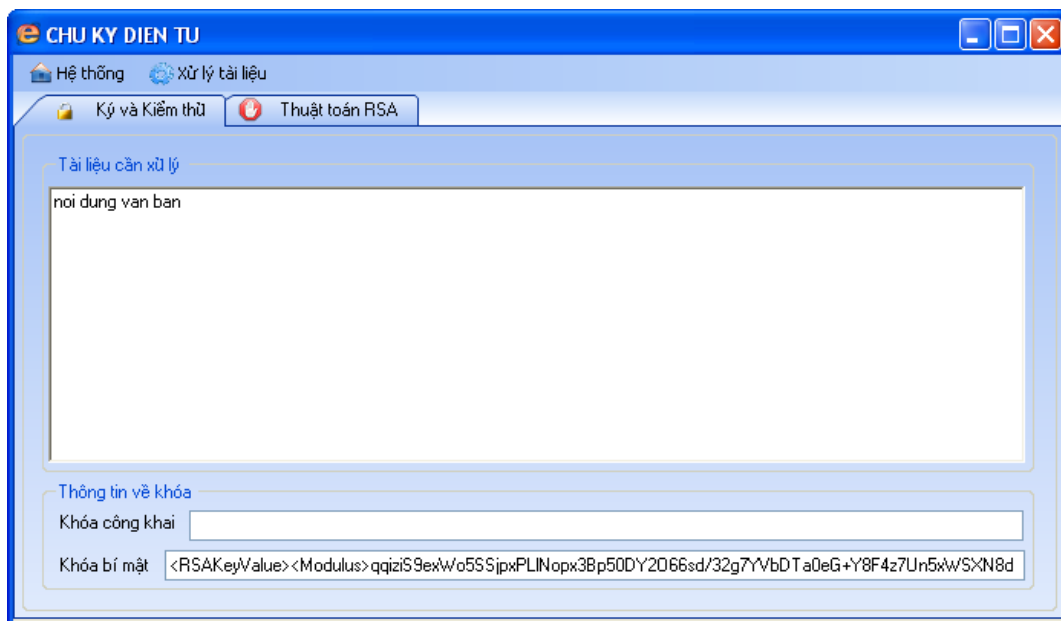 CHU KY DIEN TU
Hệ thống Xử lý tài liệu
Ký và Kiểm thử Thuật toán RSA
Tài liệu cần xử lý
noi dung van ban
Thông tin về khóa
Khóa công khai
Khóa bí mật <RSAKeyValue><Modulus>qqiziS9exWo5SSjpxPLlNopx3Bp50DY2O66sd/32g7YVbDTa0eG+Y8F4z7Un5xWSXN8d